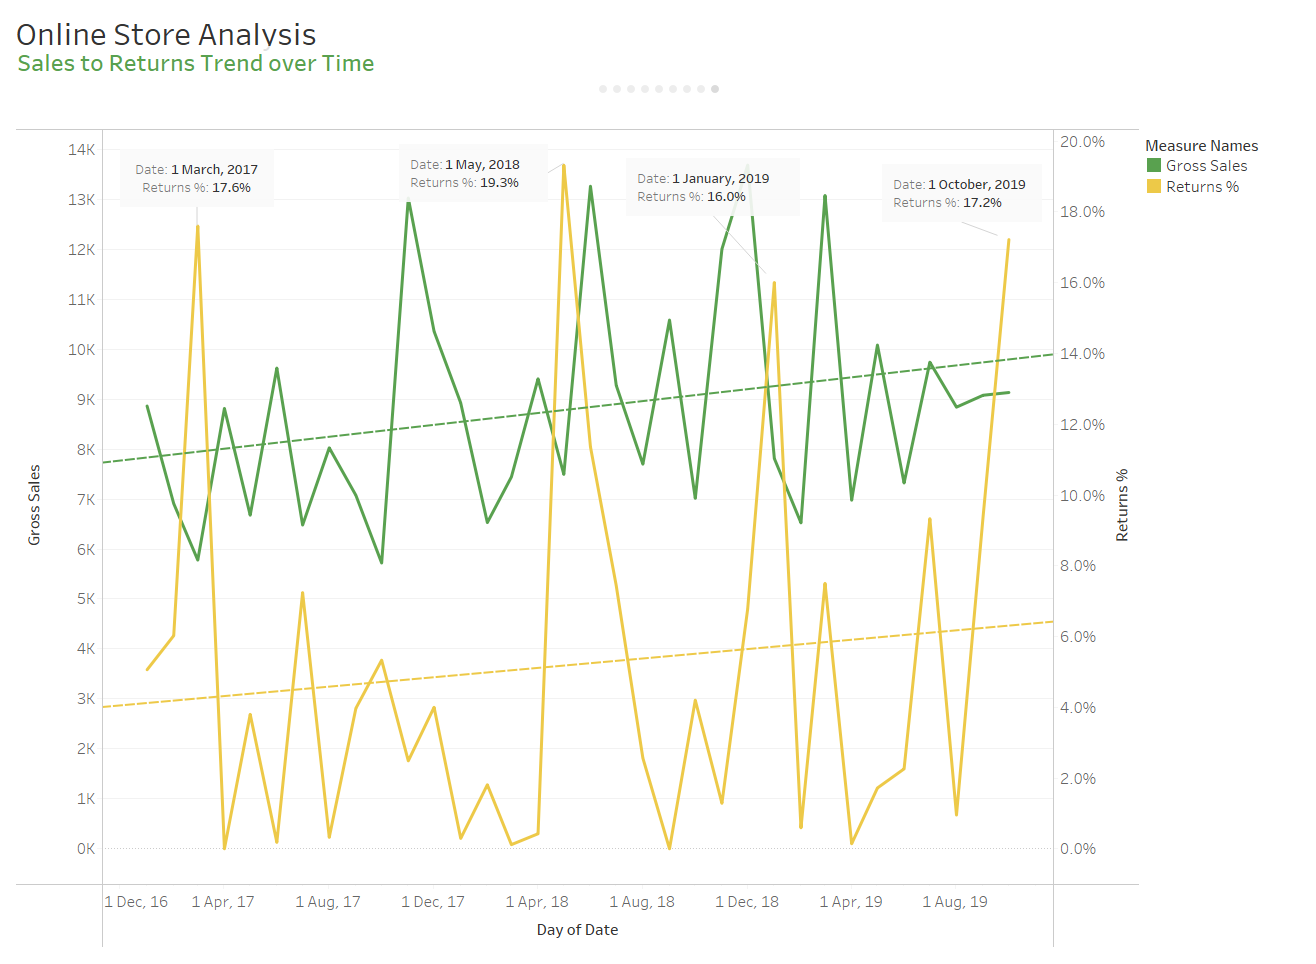 Online Store Analysis
Sales to Returns Trend over Time
14K
13K
12K
11K
10K
9K
8K
7K
6K
5K
4K
3K
2K
1K
0K
Gross Sales
Date: 1 March, 2017
Returns %: 17.6%
Date: 1 May, 2018
Returns %: 19.3%
Date: 1 January, 2019
Returns %: 16.0%
Date: 1 October, 2019
Returns %: 17.2%
20.0%
18.0%
16.0%
14.0%
12.0%
10.0%
8.0%
6.0%
4.0%
2.0%
0.0%
Returns %
Measure Names
Gross Sales
Returns %
1 Dec, 16 1 Apr, 17 1 Aug, 17 1 Dec, 17 1 Apr, 18 1 Aug, 18 1 Dec, 18 1 Apr, 19 1 Aug, 19
Day of Date